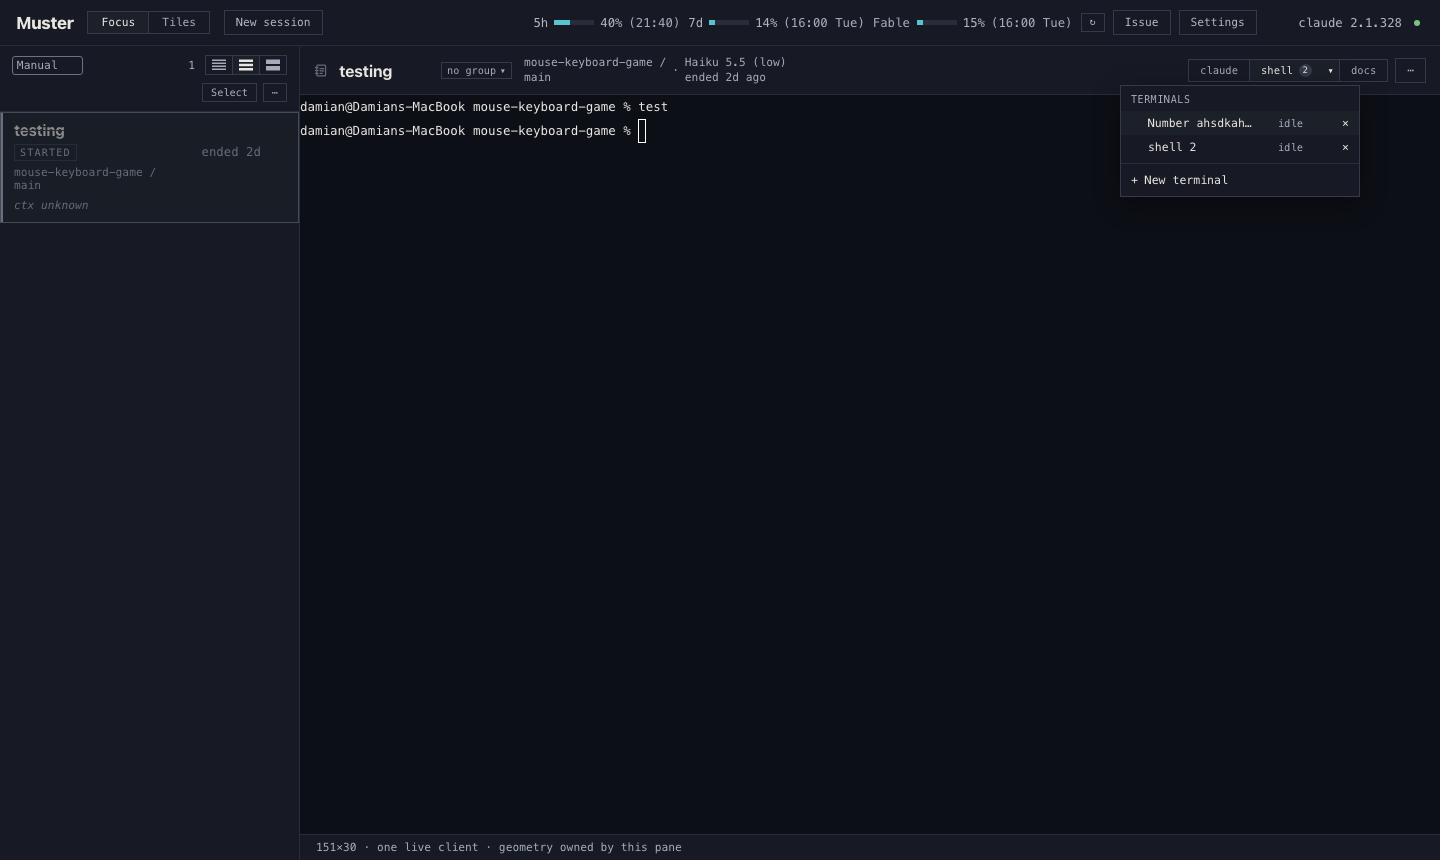 Muster Focus Tiles New session 5h 40% (21:40) 7d 14% (16:00 Tue) Fable 15% (16:00 Tue) ↻ Issue Settings claude 2.1.328
Manual 1
Select ⋯
testing
STARTED ended 2d
mouse-keyboard-game /
main
ctx unknown
testing no group ▾ mouse-keyboard-game / · Haiku 5.5 (low)
main ended 2d ago
claude shell 2 ▾ docs ⋯
damian@Damians-MacBook mouse-keyboard-game % test
damian@Damians-MacBook mouse-keyboard-game %
TERMINALS
Number ahsdkah… idle ×
shell 2 idle ×
+ New terminal
151×30 · one live client · geometry owned by this pane